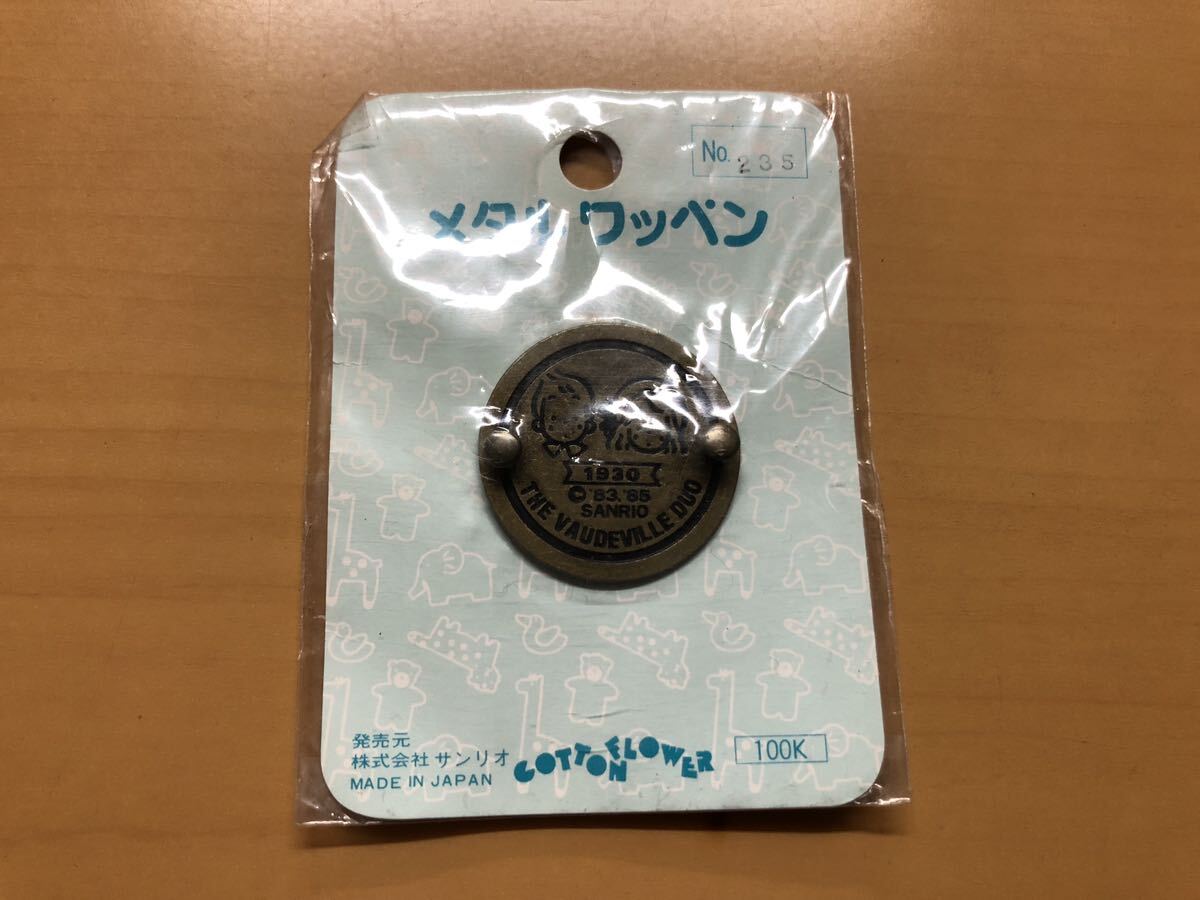 No. 235
メタルワッペン
1930
© '83, '85
SANRIO
THE VAUDEVILLE DUO
発売元
株式会社 サンリオ
MADE IN JAPAN
COTTON FLOWER
100K